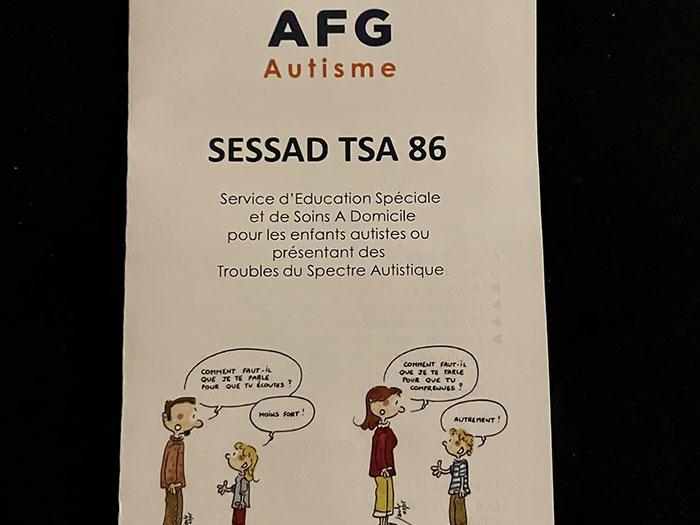 AFG
Autisme
SESSAD TSA 86
Service d'Education Spéciale
et de Soins A Domicile
pour les enfants autistes ou
présentant des
Troubles du Spectre Autistique
COMMENT FAUT-IL
QUE JE TE PARLE
POUR QUE TU ÉCOUTES ?
MOINS FORT !
COMMENT FAUT-IL
QUE JE TE PARLE
POUR QUE TU
COMPRENNES ?
AUTREMENT !